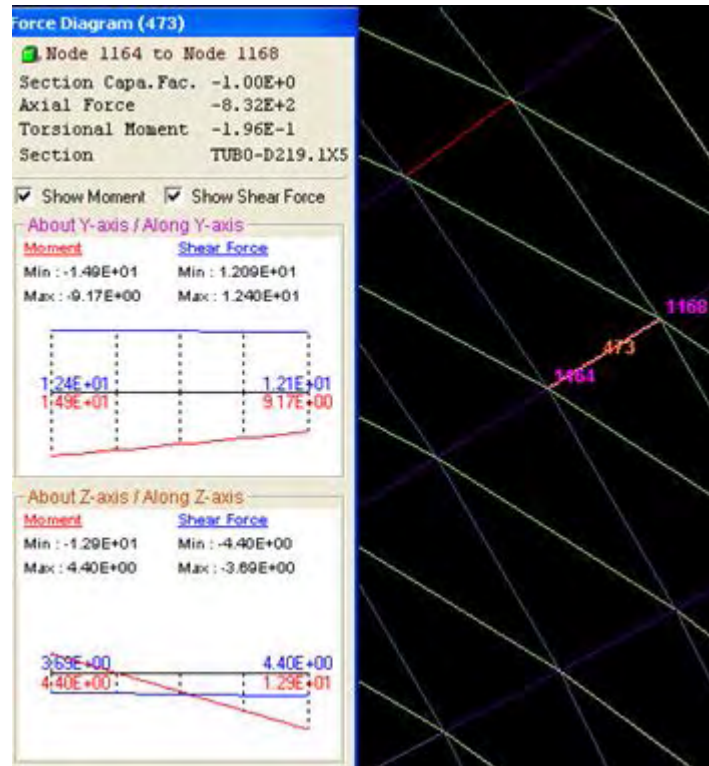 Force Diagram (473)
Node 1164 to Node 1168
Section Capa.Fac. -1.00E+0
Axial Force -8.32E+2
Torsional Moment -1.96E-1
Section TUBO-D219.1X5
Show Moment Show Shear Force
About Y-axis / Along Y-axis
Moment Shear Force
Min : -1.49E+01 Min : 1.209E+01
Max : -9.17E+00 Max : 1.240E+01
1.24E+01 1.21E+01
1.49E+01 9.17E+00
About Z-axis / Along Z-axis
Moment Shear Force
Min : -1.29E+01 Min : -4.40E+00
Max : 4.40E+00 Max : -3.69E+00
3.69E+00 4.40E+00
4.40E+00 1.29E+01
1168
473
1164